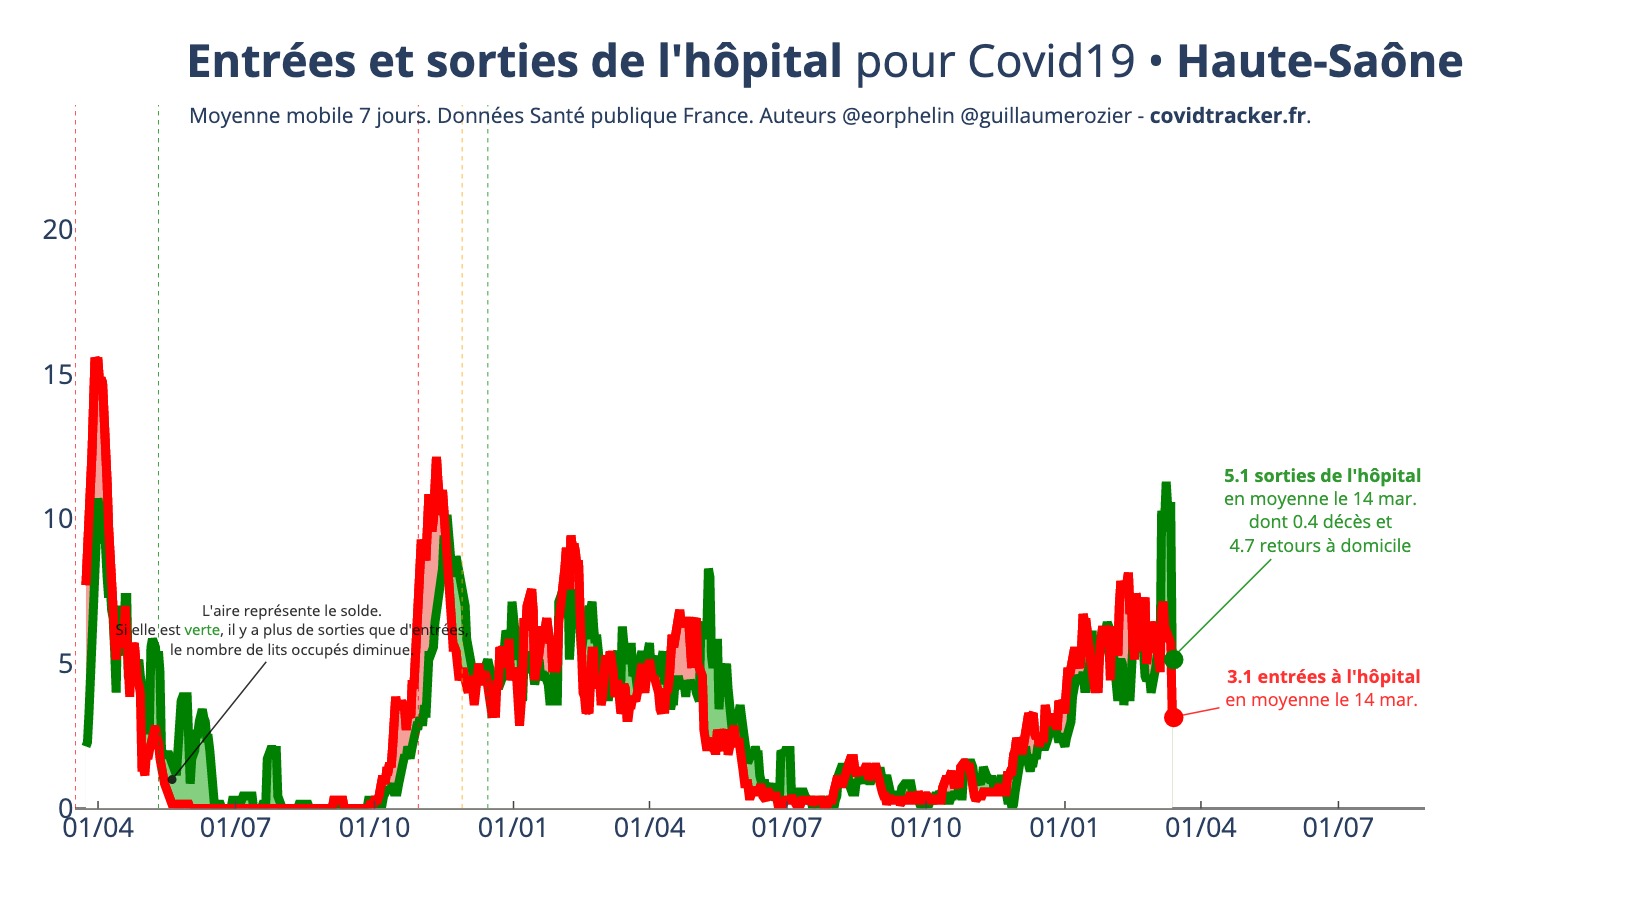 Entrées et sorties de l'hôpital pour Covid19 • Haute-Saône
Moyenne mobile 7 jours. Données Santé publique France. Auteurs @eorphelin @guillaumerozier - covidtracker.fr.
20
15
10
5
0
5.1 sorties de l'hôpital
en moyenne le 14 mar.
dont 0.4 décès et
4.7 retours à domicile
L'aire représente le solde.
Si elle est verte, il y a plus de sorties que d'entrées,
le nombre de lits occupés diminue.
3.1 entrées à l'hôpital
en moyenne le 14 mar.
01/04 01/07 01/10 01/01 01/04 01/07 01/10 01/01 01/04 01/07